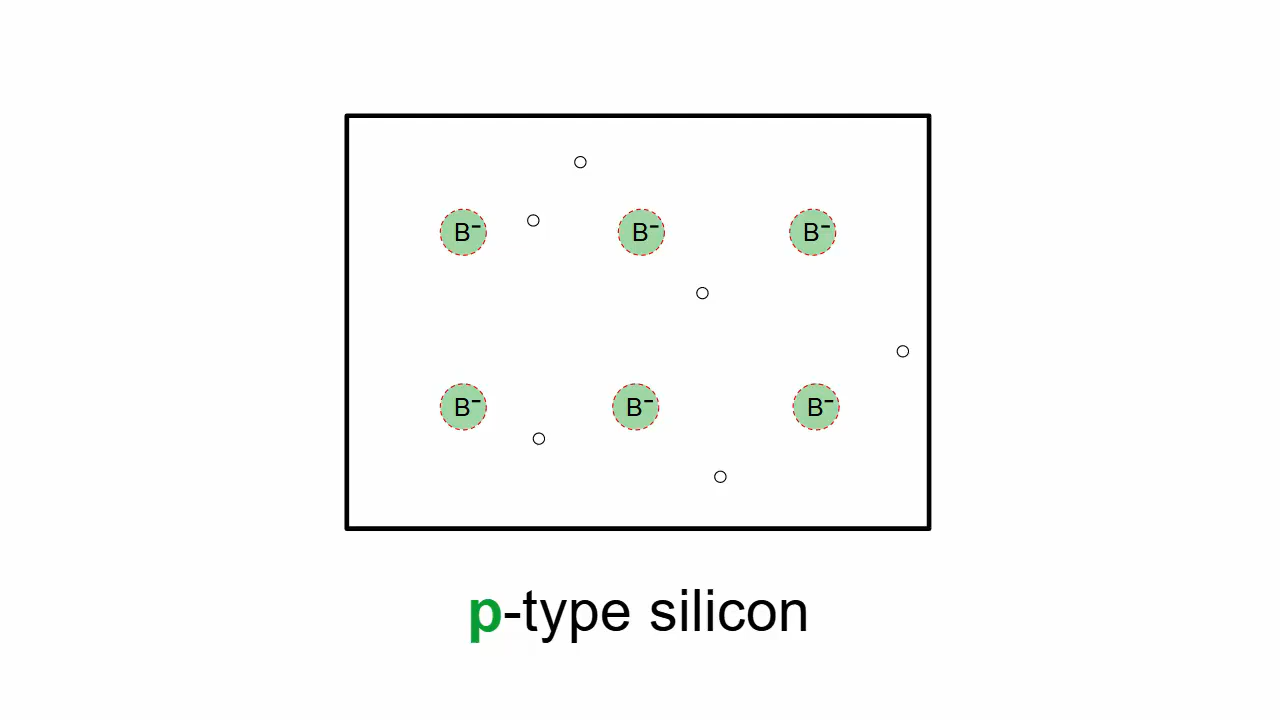 B⁻ B⁻ B⁻
B⁻ B⁻ B⁻
p-type silicon